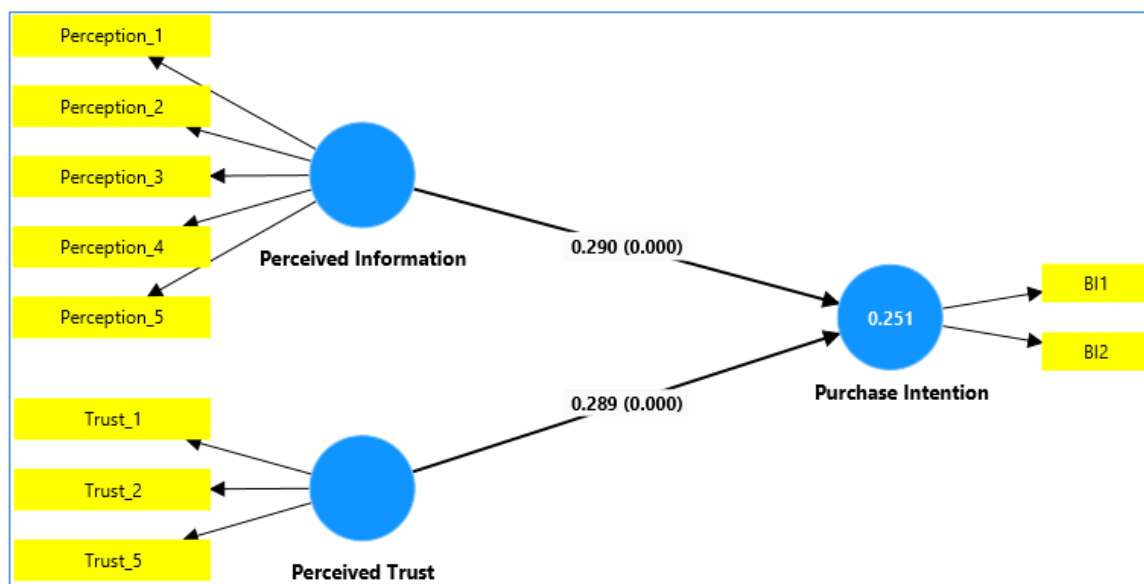 Perception_1
Perception_2
Perception_3
Perception_4
Perception_5
Perceived Information
0.290 (0.000)
BI1
0.251
BI2
Purchase Intention
0.289 (0.000)
Trust_1
Trust_2
Trust_5
Perceived Trust